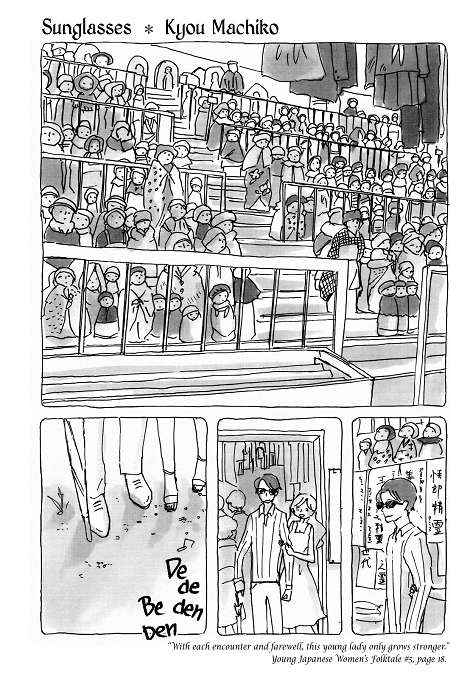 Sunglasses * Kyou Machiko
De
de
Be den
Den
"With each encounter and farewell, this young lady only grows stronger."
Young Japanese Women's Folktale #5, page 18.